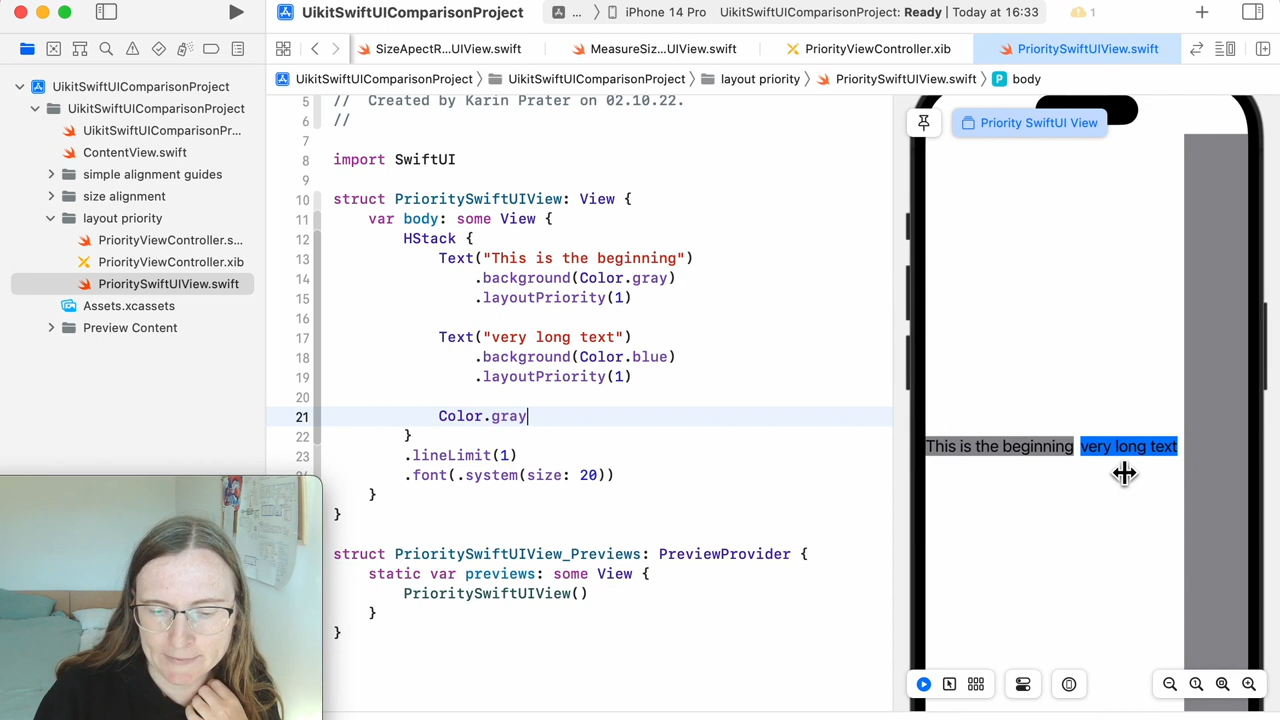 UikitSwiftUIComparisonProject
... iPhone 14 Pro UikitSwiftUIComparisonProject: Ready | Today at 16:33
1
SizeApectR...UIView.swift MeasureSiz...UIView.swift PriorityViewController.xib PrioritySwiftUIView.swift
UikitSwiftUIComparisonProject UikitSwiftUIComparisonProject layout priority PrioritySwiftUIView.swift P body
UikitSwiftUIComparisonProject
UikitSwiftUIComparisonProject
UikitSwiftUIComparisonPr...
ContentView.swift
simple alignment guides
size alignment
layout priority
PriorityViewController.s...
PriorityViewController.xib
PrioritySwiftUIView.swift
Assets.xcassets
Preview Content
5 // Created by Karin Prater on 02.10.22.
6 //
7
8 import SwiftUI
9
10 struct PrioritySwiftUIView: View {
11 var body: some View {
12 HStack {
13 Text("This is the beginning")
14 .background(Color.gray)
15 .layoutPriority(1)
16
17 Text("very long text")
18 .background(Color.blue)
19 .layoutPriority(1)
20
21 Color.gray
22 }
23 .lineLimit(1)
.font(.system(size: 20))
}
}
struct PrioritySwiftUIView_Previews: PreviewProvider {
static var previews: some View {
PrioritySwiftUIView()
}
}
Priority SwiftUI View
This is the beginning very long text